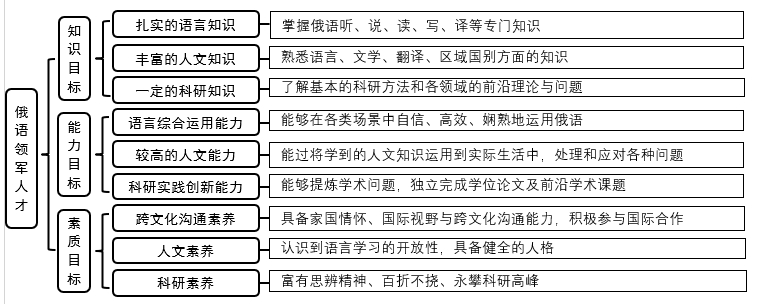 俄语领军人才
知识目标
扎实的语言知识
掌握俄语听、说、读、写、译等专门知识
丰富的人文知识
熟悉语言、文学、翻译、区域国别方面的知识
一定的科研知识
了解基本的科研方法和各领域的前沿理论与问题
能力目标
语言综合运用能力
能够在各类场景中自信、高效、娴熟地运用俄语
较高的人文能力
能过将学到的人文知识运用到实际生活中，处理和应对各种问题
科研实践创新能力
能够提炼学术问题，独立完成学位论文及前沿学术课题
素质目标
跨文化沟通素养
具备家国情怀、国际视野与跨文化沟通能力，积极参与国际合作
人文素养
认识到语言学习的开放性，具备健全的人格
科研素养
富有思辨精神、百折不挠、永攀科研高峰